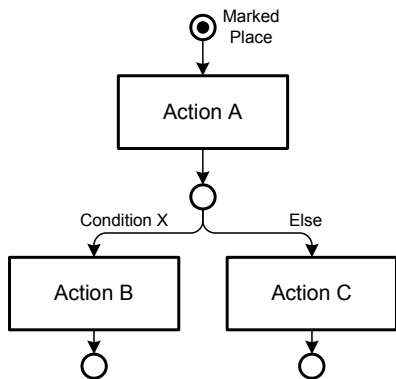 Marked
Place
Action A
Condition X
Else
Action B
Action C